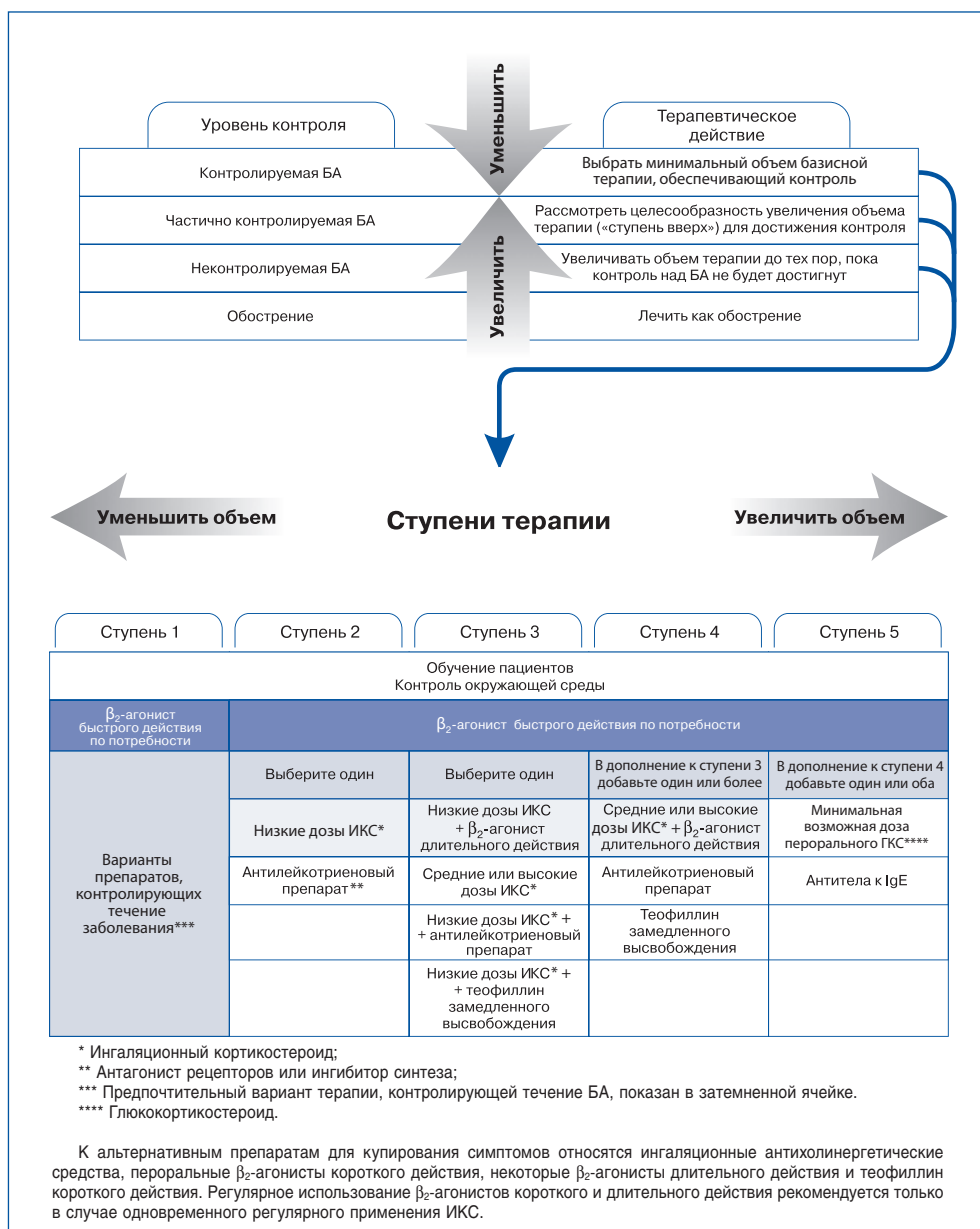 Уровень контроля
Терапевтическое
действие
Уменьшить
Увеличить
Контролируемая БА
Выбрать минимальный объем базисной
терапии, обеспечивающий контроль
Частично контролируемая БА
Рассмотреть целесообразность увеличения объема
терапии («ступень вверх») для достижения контроля
Неконтролируемая БА
Увеличивать объем терапии до тех пор, пока
контроль над БА не будет достигнут
Обострение
Лечить как обострение
Уменьшить объем
Ступени терапии
Увеличить объем
Ступень 1
Ступень 2
Ступень 3
Ступень 4
Ступень 5
Обучение пациентов
Контроль окружающей среды
β₂-агонист
быстрого действия
по потребности
β₂-агонист быстрого действия по потребности
Варианты
препаратов,
контролирующих
течение
заболевания***
Выберите один
Выберите один
В дополнение к ступени 3
добавьте один или более
В дополнение к ступени 4
добавьте один или оба
Низкие дозы ИКС*
Низкие дозы ИКС
+ β₂-агонист
длительного действия
Средние или высокие
дозы ИКС* + β₂-агонист
длительного действия
Минимальная
возможная доза
перорального ГКС****
Антилейкотриеновый
препарат**
Средние или высокие
дозы ИКС*
Антилейкотриеновый
препарат
Антитела к IgE
Низкие дозы ИКС* +
+ антилейкотриеновый
препарат
Теофиллин
замедленного
высвобождения
Низкие дозы ИКС* +
+ теофиллин
замедленного
высвобождения
* Ингаляционный кортикостероид;
** Антагонист рецепторов или ингибитор синтеза;
*** Предпочтительный вариант терапии, контролирующей течение БА, показан в затемненной ячейке.
**** Глюкокортикостероид.
К альтернативным препаратам для купирования симптомов относятся ингаляционные антихолинергетические
средства, пероральные β₂-агонисты короткого действия, некоторые β₂-агонисты длительного действия и теофиллин
короткого действия. Регулярное использование β₂-агонистов короткого и длительного действия рекомендуется только
в случае одновременного регулярного применения ИКС.